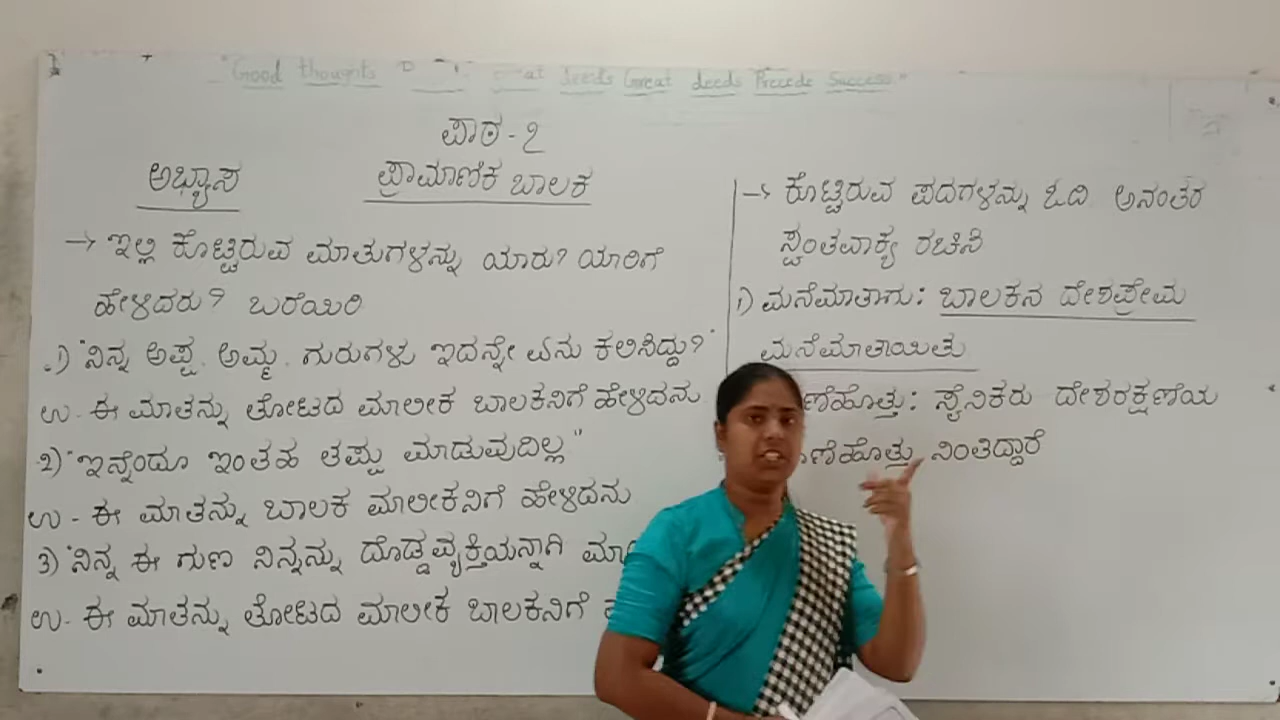 "Good thoughts deeds Great deeds Precede Success"
ಪಾಠ - ೭
ಅಭ್ಯಾಸ
ಪ್ರಾಮಾಣಿಕ ಬಾಲಕ
→ ಇಲ್ಲಿ ಕೊಟ್ಟಿರುವ ಮಾತುಗಳನ್ನು ಯಾರು? ಯಾರಿಗೆ
ಹೇಳಿದರು? ಬರೆಯಿರಿ
1) "ನಿನ್ನ ಅಪ್ಪ. ಅಮ್ಮ. ಗುರುಗಳು ಇದನ್ನೇ ಏನು ಕಲಿಸಿದ್ದು?"
ಉ - ಈ ಮಾತನ್ನು ತೋಟದ ಮಾಲೀಕ ಬಾಲಕನಿಗೆ ಹೇಳಿದನು
2) "ಇನ್ನೆಂದೂ ಇಂತಹ ತಪ್ಪು ಮಾಡುವುದಿಲ್ಲ"
ಉ - ಈ ಮಾತನ್ನು ಬಾಲಕ ಮಾಲೀಕನಿಗೆ ಹೇಳಿದನು
3) "ನಿನ್ನ ಈ ಗುಣ ನಿನ್ನನ್ನು ದೊಡ್ಡವ್ಯಕ್ತಿಯನ್ನಾಗಿ
ಉ - ಈ ಮಾತನ್ನು ತೋಟದ ಮಾಲೀಕ ಬಾಲಕನಿಗೆ
→ ಕೊಟ್ಟಿರುವ ಪದಗಳನ್ನು ಓದಿ. ಅನಂತರ
ಸ್ವಂತವಾಕ್ಯ ರಚಿಸಿ
1) ಮನೆಮಾತಾಗು: ಬಾಲಕನ ದೇಶಪ್ರೇಮ
ಮನೆಮಾತಾಯಿತು
ಣೆಹೊತ್ತು: ಸೈನಿಕರು ದೇಶರಕ್ಷಣೆಯ
ಣೆಹೊತ್ತು ನಿಂತಿದ್ದಾರೆ